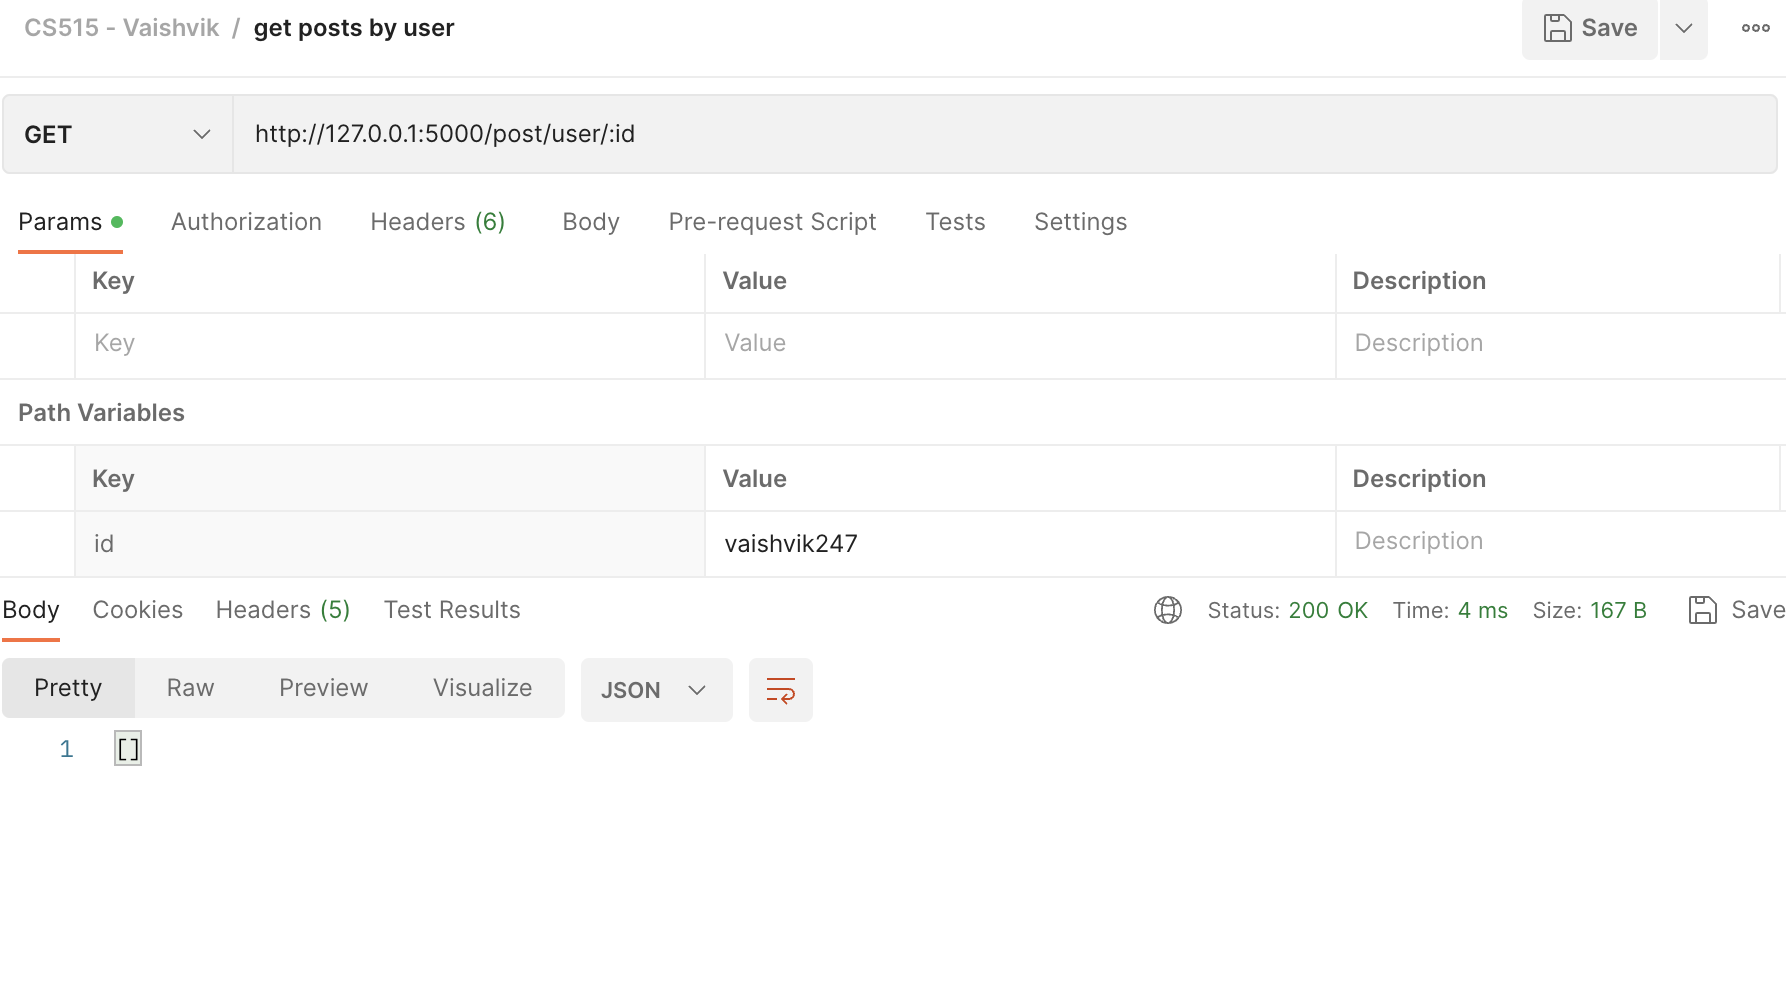 CS515 - Vaishvik / get posts by user
Save
GET http://127.0.0.1:5000/post/user/:id
Params Authorization Headers (6) Body Pre-request Script Tests Settings
Key Value Description
Key Value Description
Path Variables
Key Value Description
id vaishvik247 Description
Body Cookies Headers (5) Test Results Status: 200 OK Time: 4 ms Size: 167 B Save
Pretty Raw Preview Visualize JSON
1 []